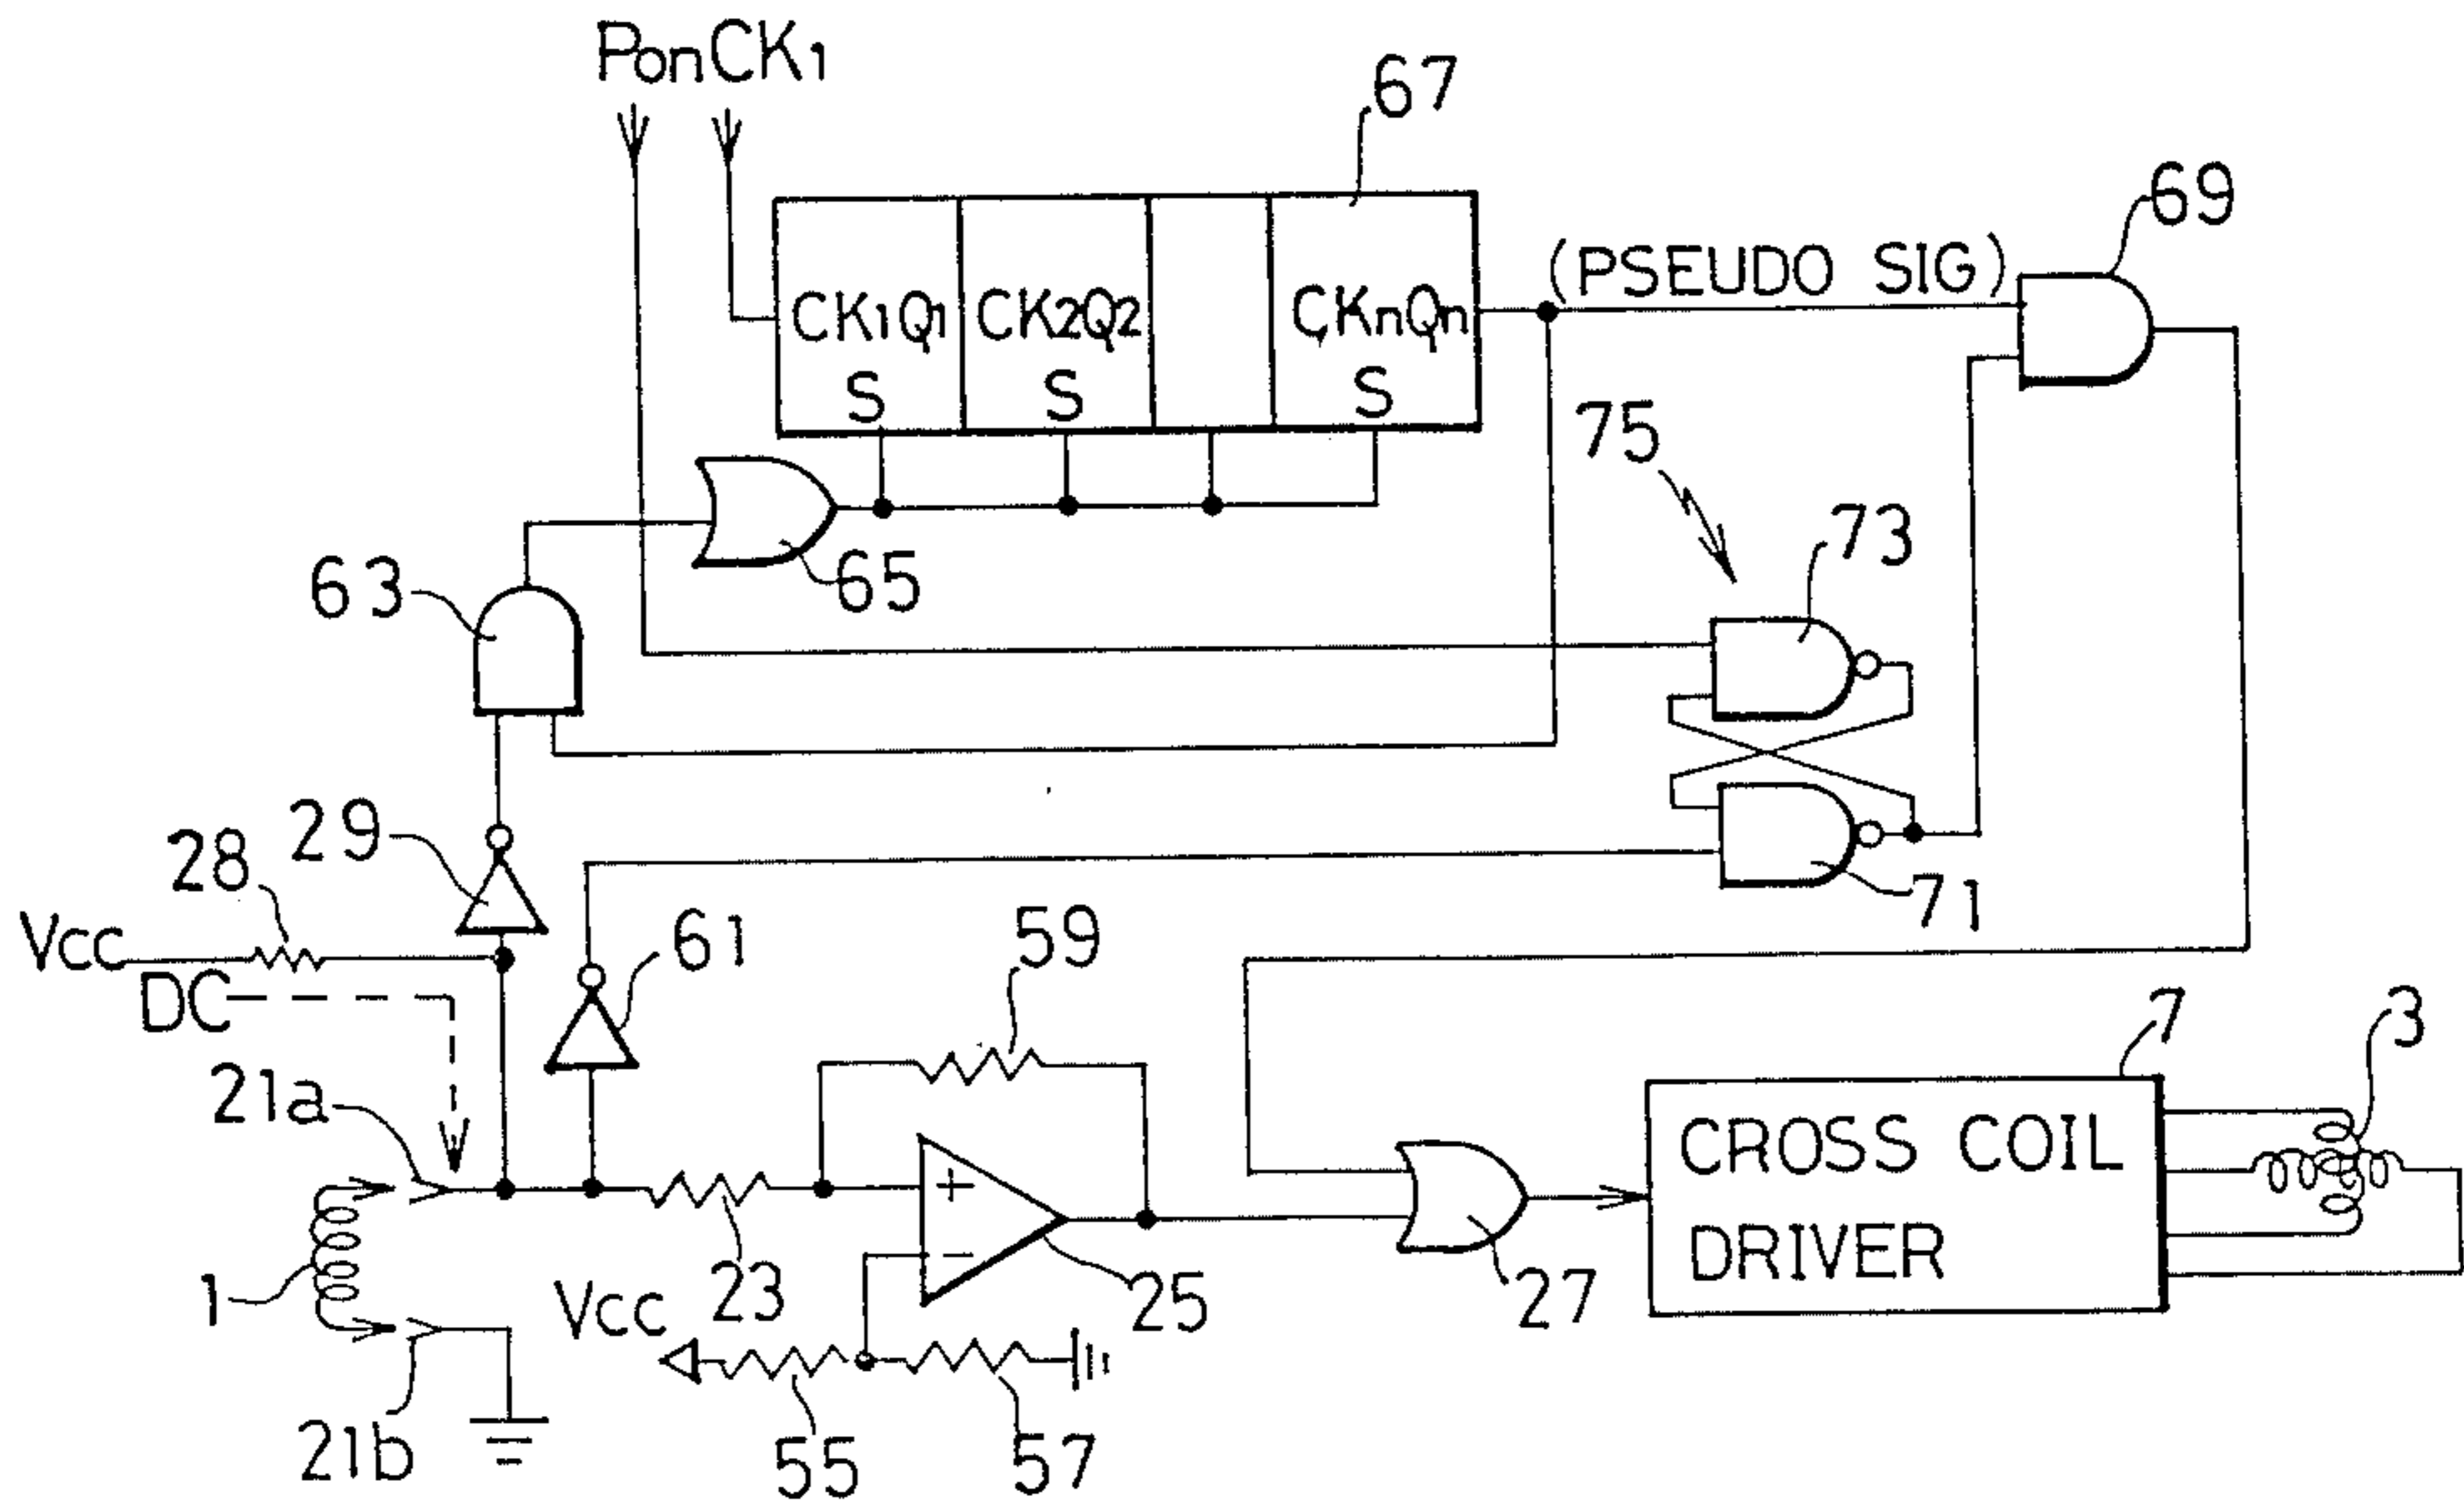 PonCK1
67
69
(PSEUDO SIG)
CK1Q1 CK2Q2 CKnQn
S S S
75
73
65
63
29
28
71
Vcc
61
59
DC
7
3
21a
CROSS COIL
DRIVER
1
23
25
27
Vcc
21b
55
57